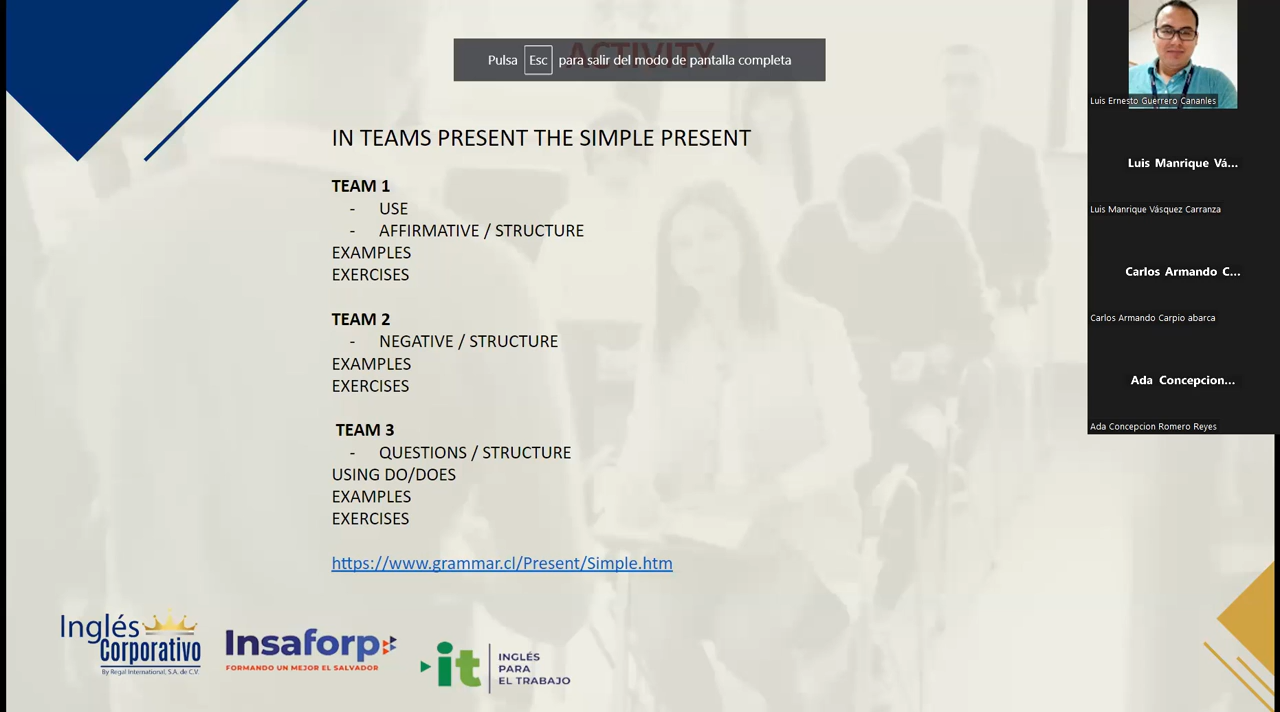 ACTIVITY
Pulsa Esc para salir del modo de pantalla completa
IN TEAMS PRESENT THE SIMPLE PRESENT
TEAM 1
- USE
- AFFIRMATIVE / STRUCTURE
EXAMPLES
EXERCISES
TEAM 2
- NEGATIVE / STRUCTURE
EXAMPLES
EXERCISES
TEAM 3
- QUESTIONS / STRUCTURE
USING DO/DOES
EXAMPLES
EXERCISES
https://www.grammar.cl/Present/Simple.htm
Inglés
Corporativo
By Regal International, S.A. de C.V.
Insaforp
FORMANDO UN MEJOR EL SALVADOR
it
INGLÉS
PARA
EL TRABAJO
Luis Ernesto Guerrero Cananles
Luis Manrique Vá...
Luis Manrique Vásquez Carranza
Carlos Armando C...
Carlos Armando Carpio abarca
Ada Concepcion...
Ada Concepcion Romero Reyes